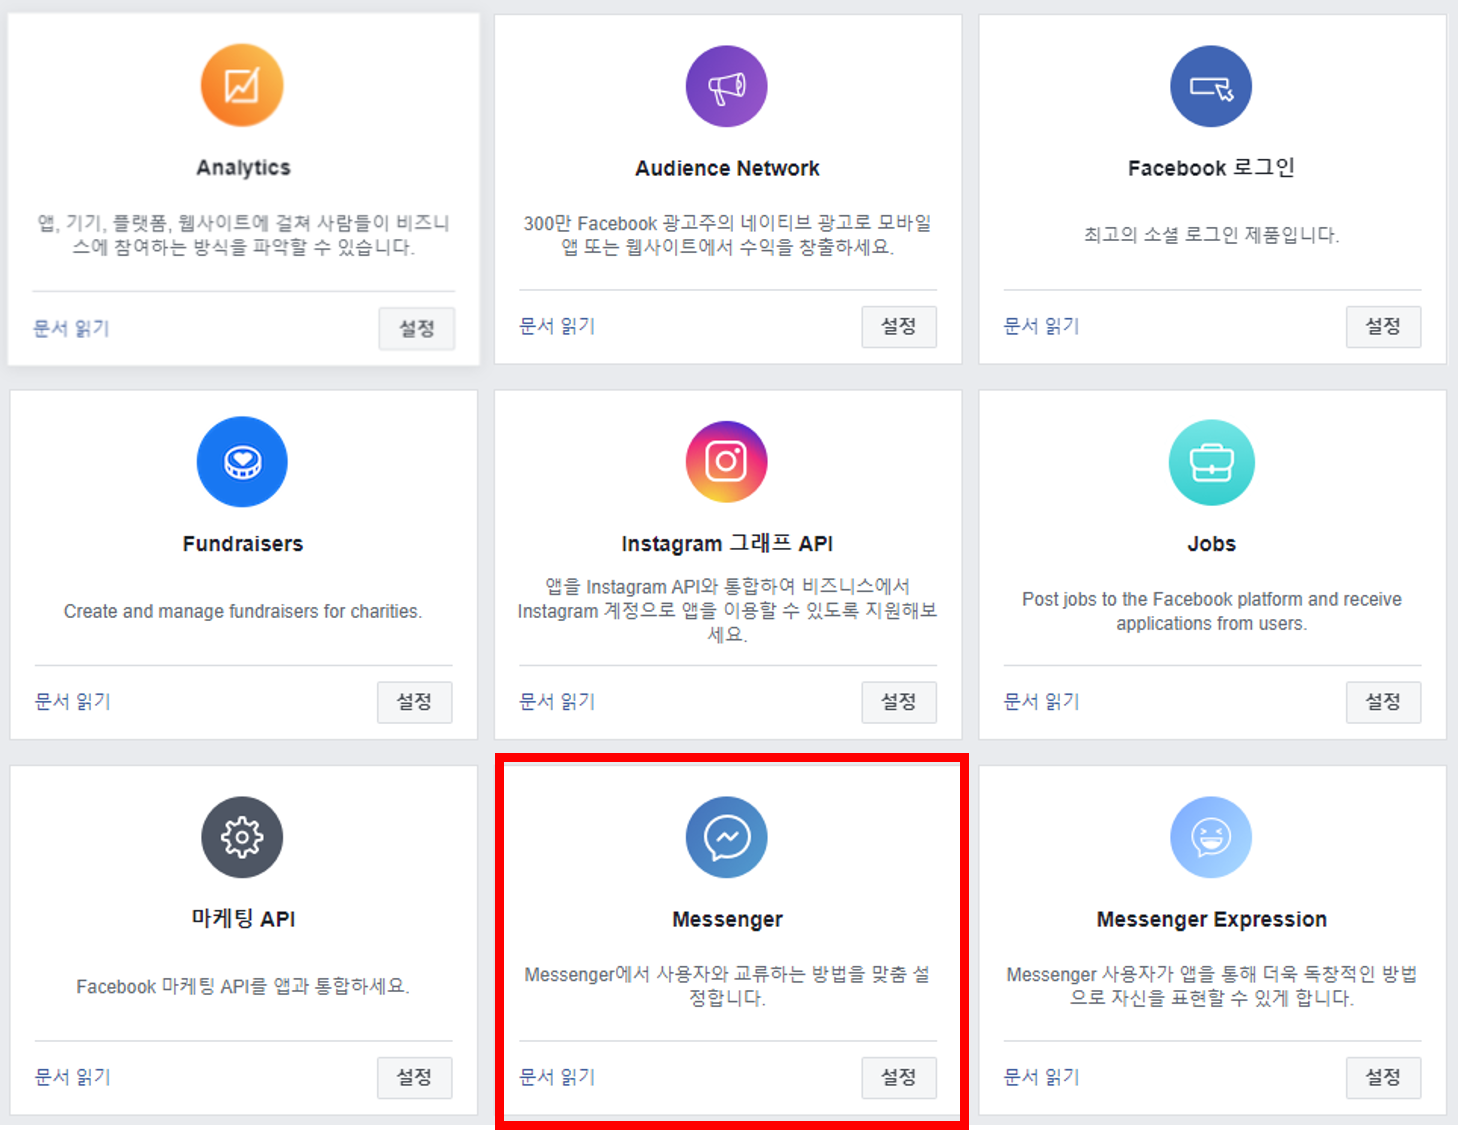 Analytics
앱, 기기, 플랫폼, 웹사이트에 걸쳐 사람들이 비즈니
스에 참여하는 방식을 파악할 수 있습니다.
문서 읽기
설정
Audience Network
300만 Facebook 광고주의 네이티브 광고로 모바일
앱 또는 웹사이트에서 수익을 창출하세요.
문서 읽기
설정
Facebook 로그인
최고의 소셜 로그인 제품입니다.
문서 읽기
설정
Fundraisers
Create and manage fundraisers for charities.
문서 읽기
설정
Instagram 그래프 API
앱을 Instagram API와 통합하여 비즈니스에서
Instagram 계정으로 앱을 이용할 수 있도록 지원해보
세요.
문서 읽기
설정
Jobs
Post jobs to the Facebook platform and receive
applications from users.
문서 읽기
설정
마케팅 API
Facebook 마케팅 API를 앱과 통합하세요.
문서 읽기
설정
Messenger
Messenger에서 사용자와 교류하는 방법을 맞춤 설
정합니다.
문서 읽기
설정
Messenger Expression
Messenger 사용자가 앱을 통해 더욱 독창적인 방법
으로 자신을 표현할 수 있게 합니다.
문서 읽기
설정